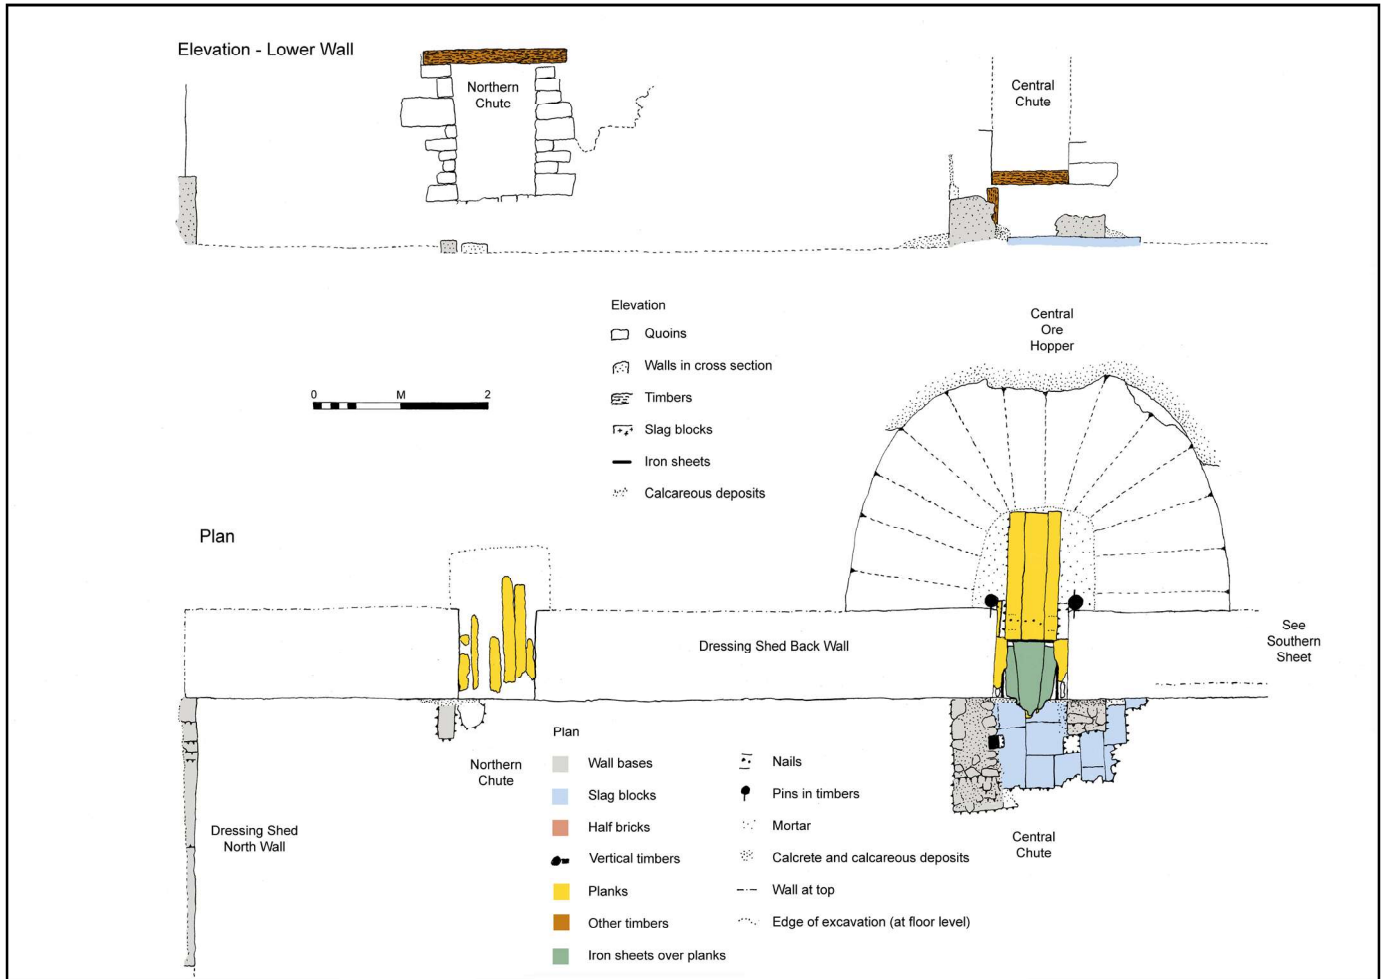 Elevation - Lower Wall
Northern
Chute
Central
Chute
Elevation
Quoins
Walls in cross section
Timbers
Slag blocks
Iron sheets
Calcareous deposits
0 M 2
Central
Ore
Hopper
Plan
Dressing Shed Back Wall
See
Southern
Sheet
Northern
Chute
Dressing Shed
North Wall
Central
Chute
Plan
Wall bases
Slag blocks
Half bricks
Vertical timbers
Planks
Other timbers
Iron sheets over planks
Nails
Pins in timbers
Mortar
Calcrete and calcareous deposits
Wall at top
Edge of excavation (at floor level)